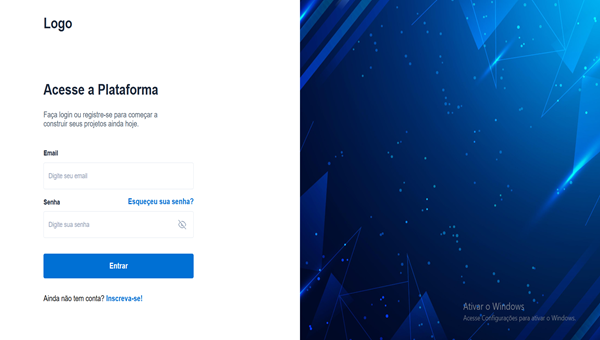 Logo
Acesse a Plataforma
Faça login ou registre-se para começar a
construir seus projetos ainda hoje.
Email
Digite seu email
Senha
Esqueçeu sua senha?
Digite sua senha
Entrar
Ainda não tem conta? Inscreva-se!
Ativar o Windows
Acesse Configurações para ativar o Windows.